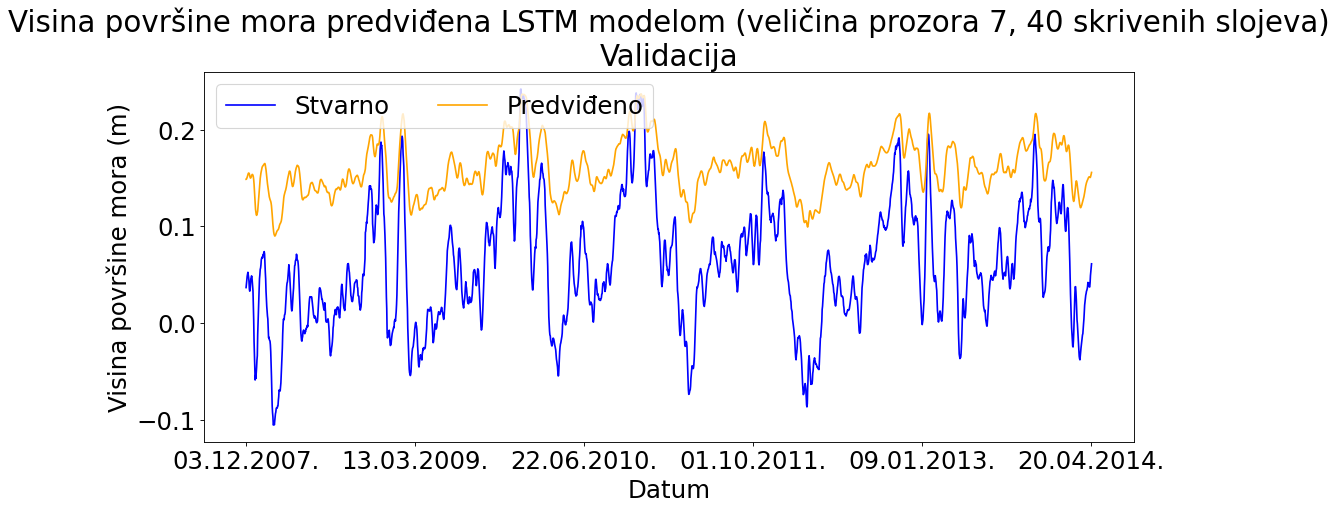 Visina površine mora predviđena LSTM modelom (veličina prozora 7, 40 skrivenih slojeva)
Validacija
Stvarno Predviđeno
Visina površine mora (m)
0.2
0.1
0.0
−0.1
03.12.2007. 13.03.2009. 22.06.2010. 01.10.2011. 09.01.2013. 20.04.2014.
Datum